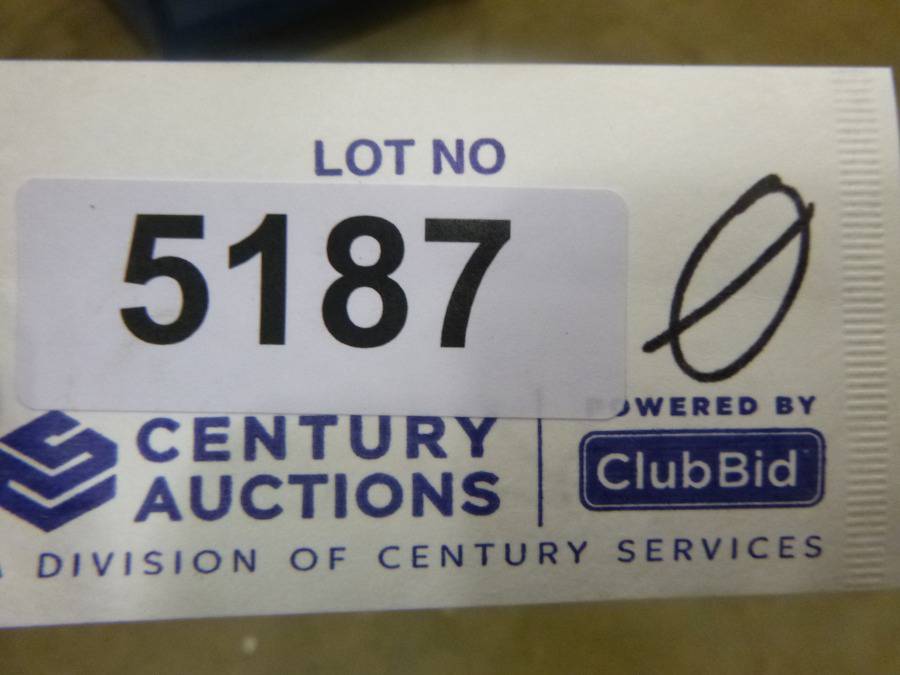 LOT NO
5187
Ø
CENTURY
AUCTIONS
POWERED BY
ClubBid
A DIVISION OF CENTURY SERVICES